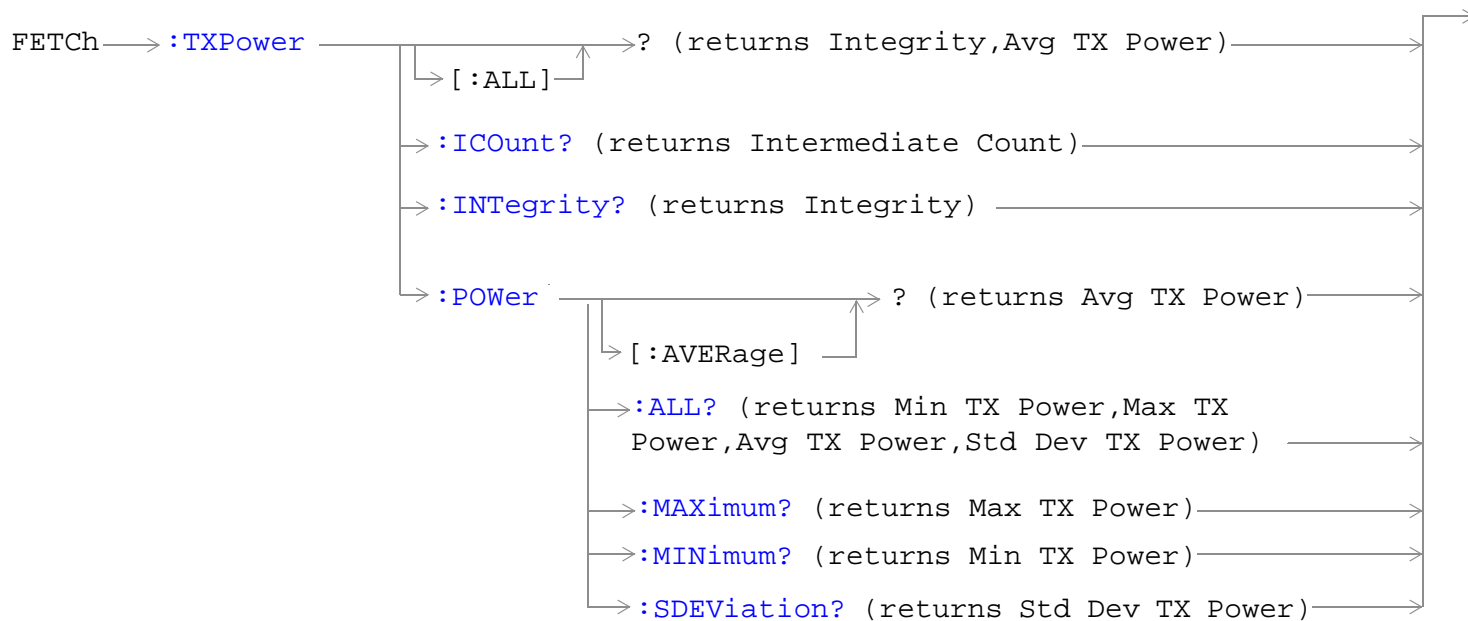 FETCh :TXPower ? (returns Integrity,Avg TX Power)
[:ALL]
:ICOunt? (returns Intermediate Count)
:INTegrity? (returns Integrity)
:POWer ? (returns Avg TX Power)
[:AVERage]
:ALL? (returns Min TX Power,Max TX
Power,Avg TX Power,Std Dev TX Power)
:MAXimum? (returns Max TX Power)
:MINimum? (returns Min TX Power)
:SDEViation? (returns Std Dev TX Power)